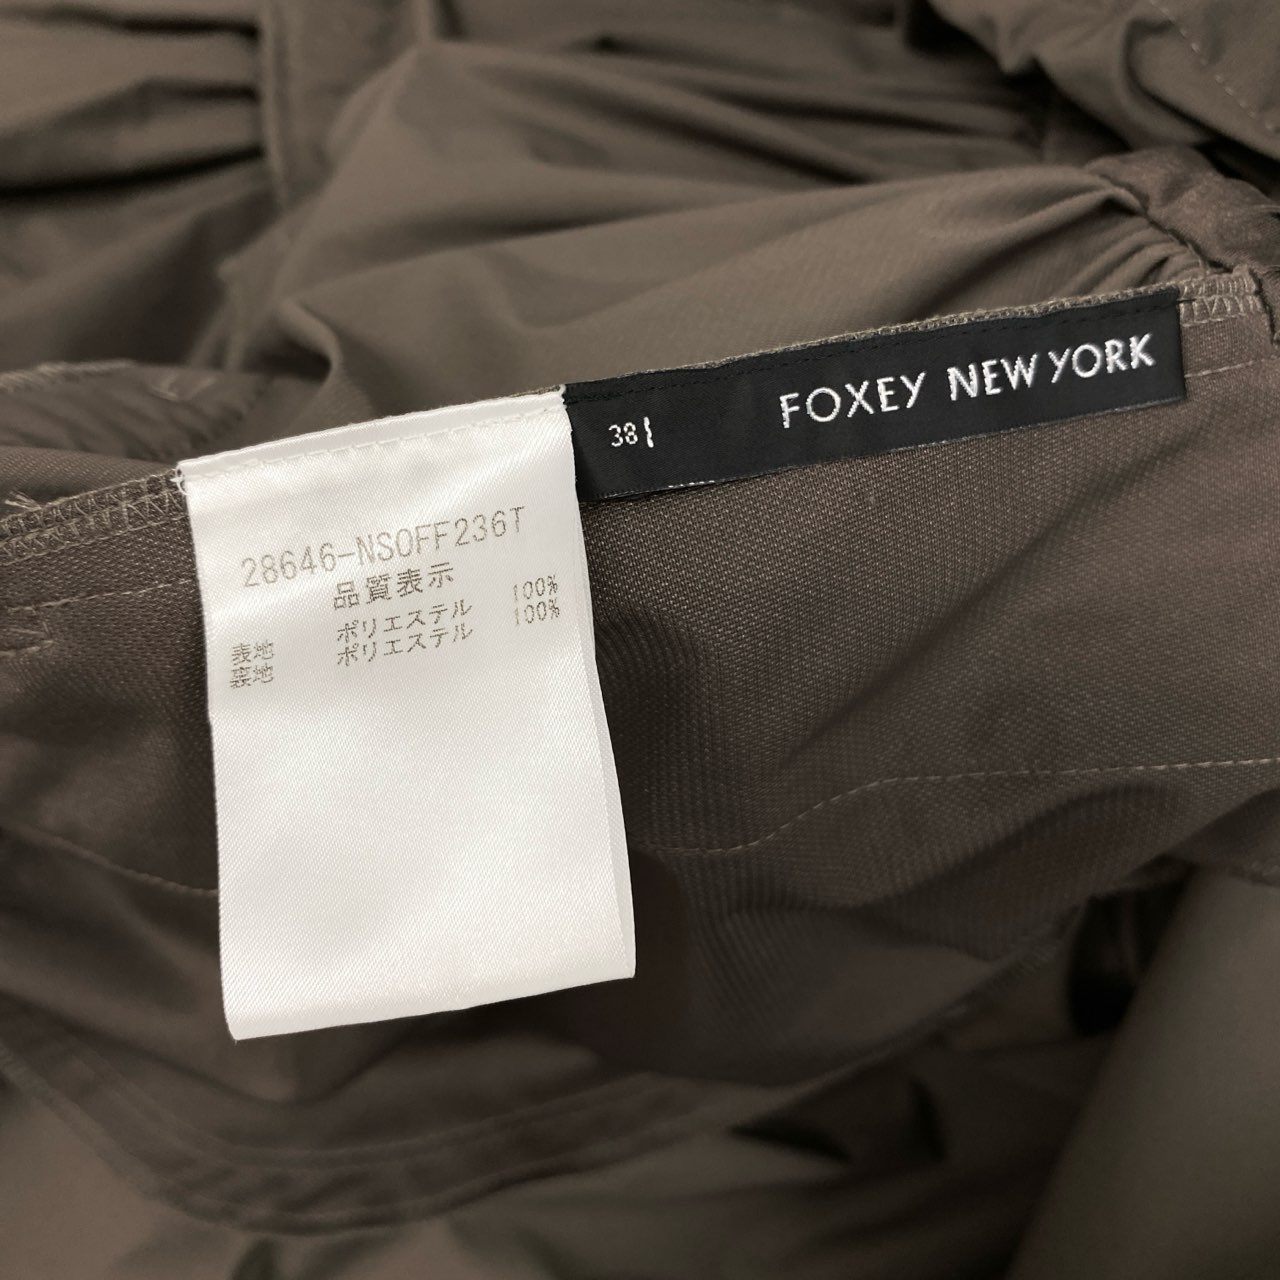 FOXEY NEW YORK
38
28646-NSOFF236T
品質表示
表地 ポリエステル 100%
裏地 ポリエステル 100%